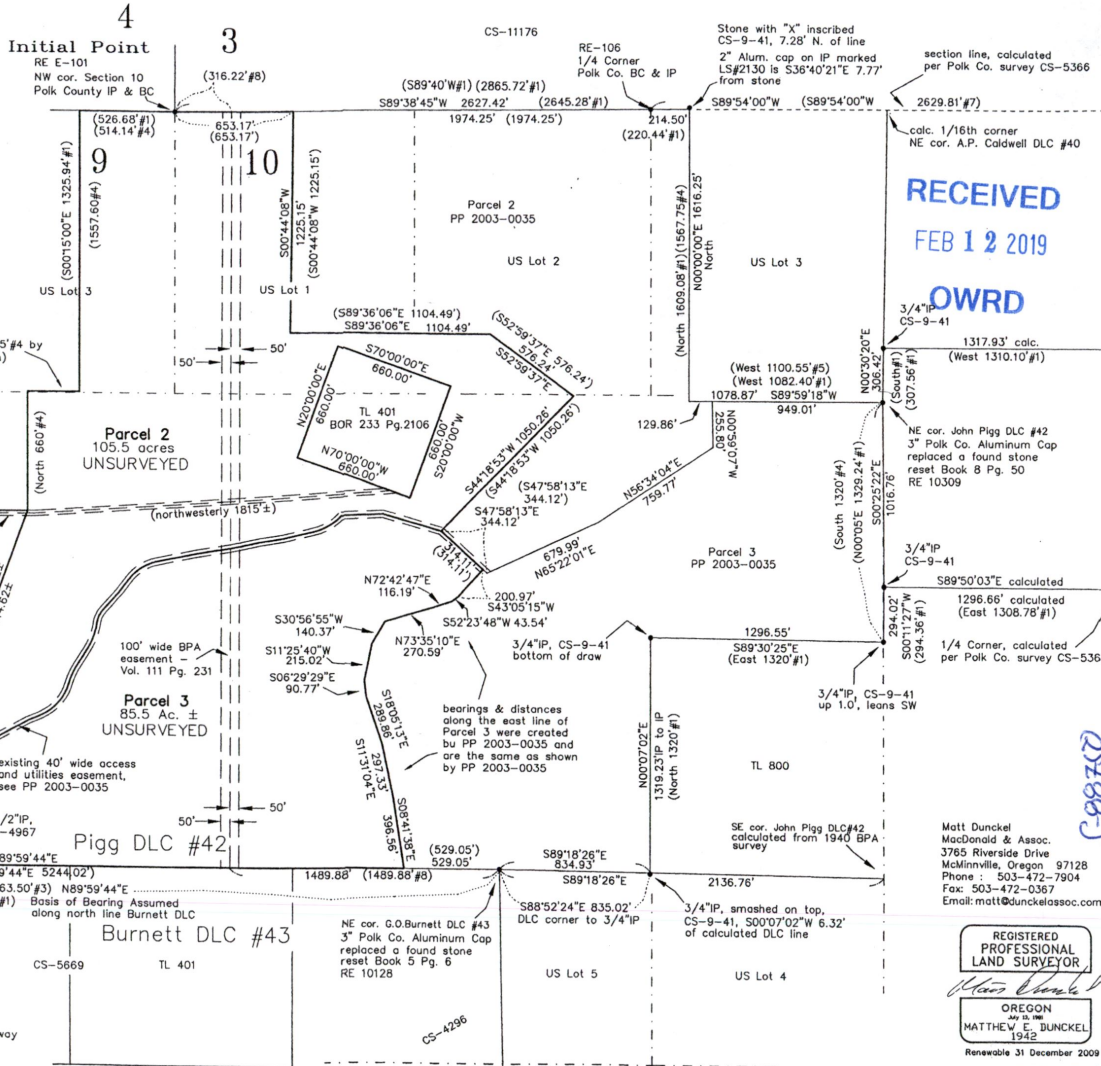 4
3
CS-11176
Initial Point
RE E-101
NW cor. Section 10
Polk County IP & BC
(316.22'#8)
RE-106
1/4 Corner
Polk Co. BC & IP
Stone with "X" inscribed
CS-9-41, 7.28' N. of line
2" Alum. cap on IP marked
LS#2130 is S36°40'21"E 7.77'
from stone
section line, calculated
per Polk Co. survey CS-5366
(S89°40'W#1) (2865.72'#1)
S89°38'45"W 2627.42' (2645.28'#1)
S89°54'00"W (S89°54'00"W) 2629.81'#7)
(526.68'#1)
(514.14'#4)
653.17'
(653.17')
1974.25' (1974.25')
214.50'
(220.44'#1)
calc. 1/16th corner
NE cor. A.P. Caldwell DLC #40
9
10
(S00°15'00"E 1325.94'#1)
(1557.60'#4)
S00°44'08"W
1225.15'
(S00°44'08"W 1225.15')
Parcel 2
PP 2003-0035
RECEIVED
FEB 12 2019
OWRD
US Lot 3
US Lot 1
US Lot 2
US Lot 3
(North 1609.08'#1)(1567.75#4)
N00°00'00"E 1616.25'
North
(S89°36'06"E 1104.49')
S89°36'06"E 1104.49'
(S52°59'37"E 576.24')
576.24'
S52°59'37"E
3/4"IP
CS-9-41
1317.93' calc.
(West 1310.10'#1)
N00°30'20"E
306.42'
(South#1)
(307.56'#1)
5'#4 by
50'
50'
S70°00'00"E
660.00'
N20°00'00"E
660.00'
TL 401
BOR 233 Pg.2106
660.00'
S20°00'00"W
N70°00'00"W
660.00'
(West 1100.55'#5)
(West 1082.40'#1)
1078.87' S89°59'18"W
949.01'
129.86'
N00°59'07"W
255.80'
NE cor. John Pigg DLC #42
3" Polk Co. Aluminum Cap
replaced a found stone
reset Book 8 Pg. 50
RE 10309
(North 660'#4)
Parcel 2
105.5 acres
UNSURVEYED
S44°18'53"W 1050.26'
(S44°18'53"W 1050.26')
(S47°58'13"E
344.12')
S47°58'13"E
344.12'
N56°34'04"E
759.77'
(South 1320'#4)
(N00°05'E 1329.24'#1)
S00°25'22"E
1016.76'
(northwesterly 1815'±)
314.11'
(314.11')
679.99'
N65°22'01"E
Parcel 3
PP 2003-0035
3/4"IP
CS-9-41
S89°50'03"E calculated
1296.66' calculated
(East 1308.78'#1)
4.62±
N72°42'47"E
116.19'
200.97'
S43°05'15"W
S52°23'48"W 43.54'
S30°56'55"W
140.37'
N73°35'10"E
270.59'
3/4"IP, CS-9-41
bottom of draw
1296.55'
S89°30'25"E
(East 1320'#1)
294.02'
S00°11'27"W
(294.36'#1)
1/4 Corner, calculated
per Polk Co. survey CS-536
S11°25'40"W
215.02'
S06°29'29"E
90.77'
3/4"IP, CS-9-41
up 1.0', leans SW
100' wide BPA
easement –
Vol. 111 Pg. 231
Parcel 3
85.5 Ac. ±
UNSURVEYED
S18°05'13"E
289.86'
bearings & distances
along the east line of
Parcel 3 were created
bu PP 2003-0035 and
are the same as shown
by PP 2003-0035
existing 40' wide access
and utilities easement,
see PP 2003-0035
297.33'
S11°31'04"E
N00°07'02"E
1319.23'IP to IP
(North 1320'#1)
TL 800
/2"IP,
-4967
50'
50'
S08°41'38"E
396.56'
Pigg DLC #42
SE cor. John Pigg DLC#42
calculated from 1940 BPA
survey
Matt Dunckel
MacDonald & Assoc.
3765 Riverside Drive
McMinnville, Oregon 97128
Phone : 503-472-7904
Fax: 503-472-0367
Email:matt@dunckelassoc.com
89°59'44"E
9'44"E 5244.02')
1489.88' (1489.88'#8)
(529.05')
529.05'
S89°18'26"E
834.93'
S89°18'26"E
2136.76'
63.50'#3) N89°59'44"E
#1) Basis of Bearing Assumed
along north line Burnett DLC
S88°52'24"E 835.02'
DLC corner to 3/4"IP
3/4"IP, smashed on top,
CS-9-41, S00°07'02"W 6.32'
of calculated DLC line
Burnett DLC #43
NE cor. G.O.Burnett DLC #43
3" Polk Co. Aluminum Cap
replaced a found stone
reset Book 5 Pg. 6
RE 10128
CS-5669
TL 401
US Lot 5
US Lot 4
REGISTERED
PROFESSIONAL
LAND SURVEYOR
OREGON
July 13, 1981
MATTHEW E. DUNCKEL
1942
Renewable 31 December 2009
way
CS-4296